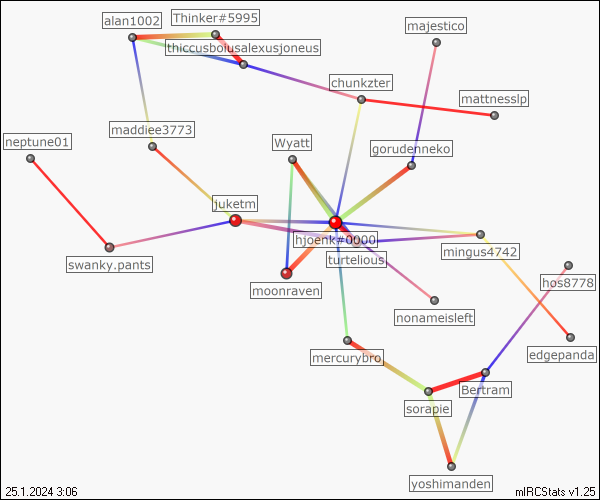 alan1002
Thinker#5995
majestico
thiccusbolusalexusjoneus
chunkzter
mattnesslp
maddiee3773
neptune01
Wyatt
gorudenneko
juketm
hjoenk#0000
mingus4742
turtelious
swanky.pants
hos8778
moonraven
nonameisleft
mercurybro
edgepanda
Bertram
sorapie
yoshimanden
25.1.2024 3:06
mIRCStats v1.25